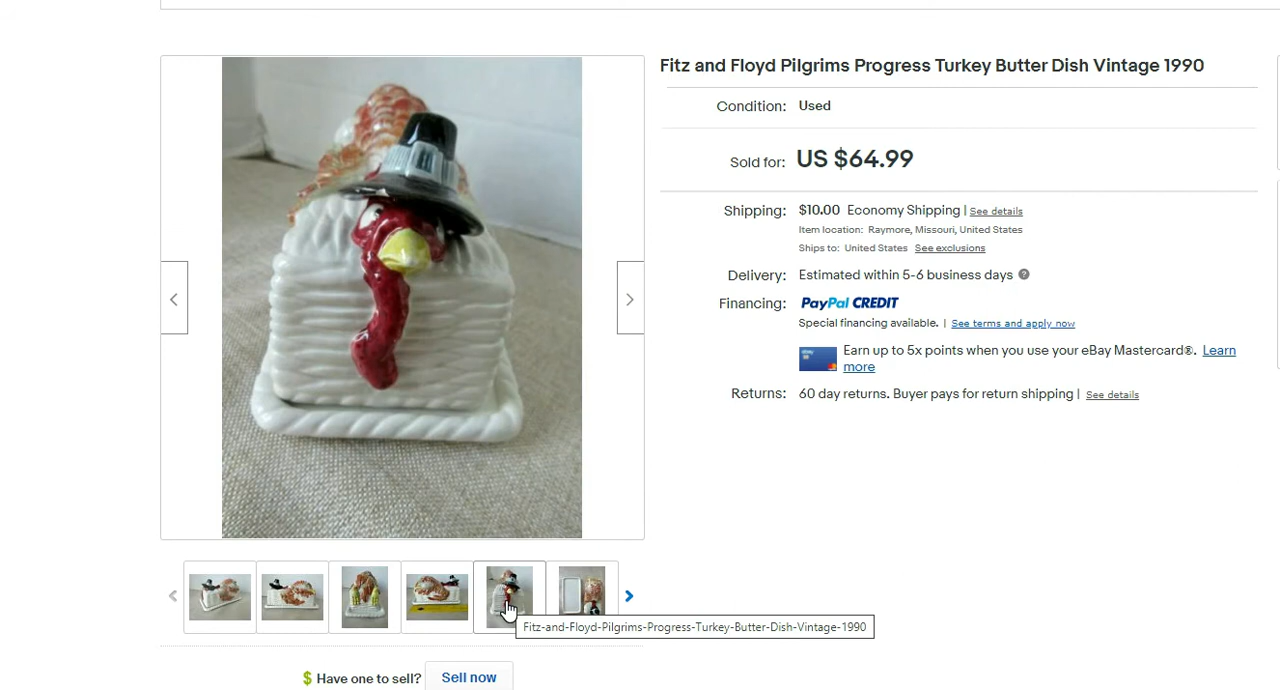 Fitz and Floyd Pilgrims Progress Turkey Butter Dish Vintage 1990
Condition: Used
Sold for: US $64.99
Shipping: $10.00 Economy Shipping | See details
Item location: Raymore, Missouri, United States
Ships to: United States See exclusions
Delivery: Estimated within 5-6 business days
Financing: PayPal CREDIT
Special financing available. | See terms and apply now
Earn up to 5x points when you use your eBay Mastercard®. Learn
more
Returns: 60 day returns. Buyer pays for return shipping | See details
Fitz-and-Floyd-Pilgrims-Progress-Turkey-Butter-Dish-Vintage-1990
$ Have one to sell? Sell now